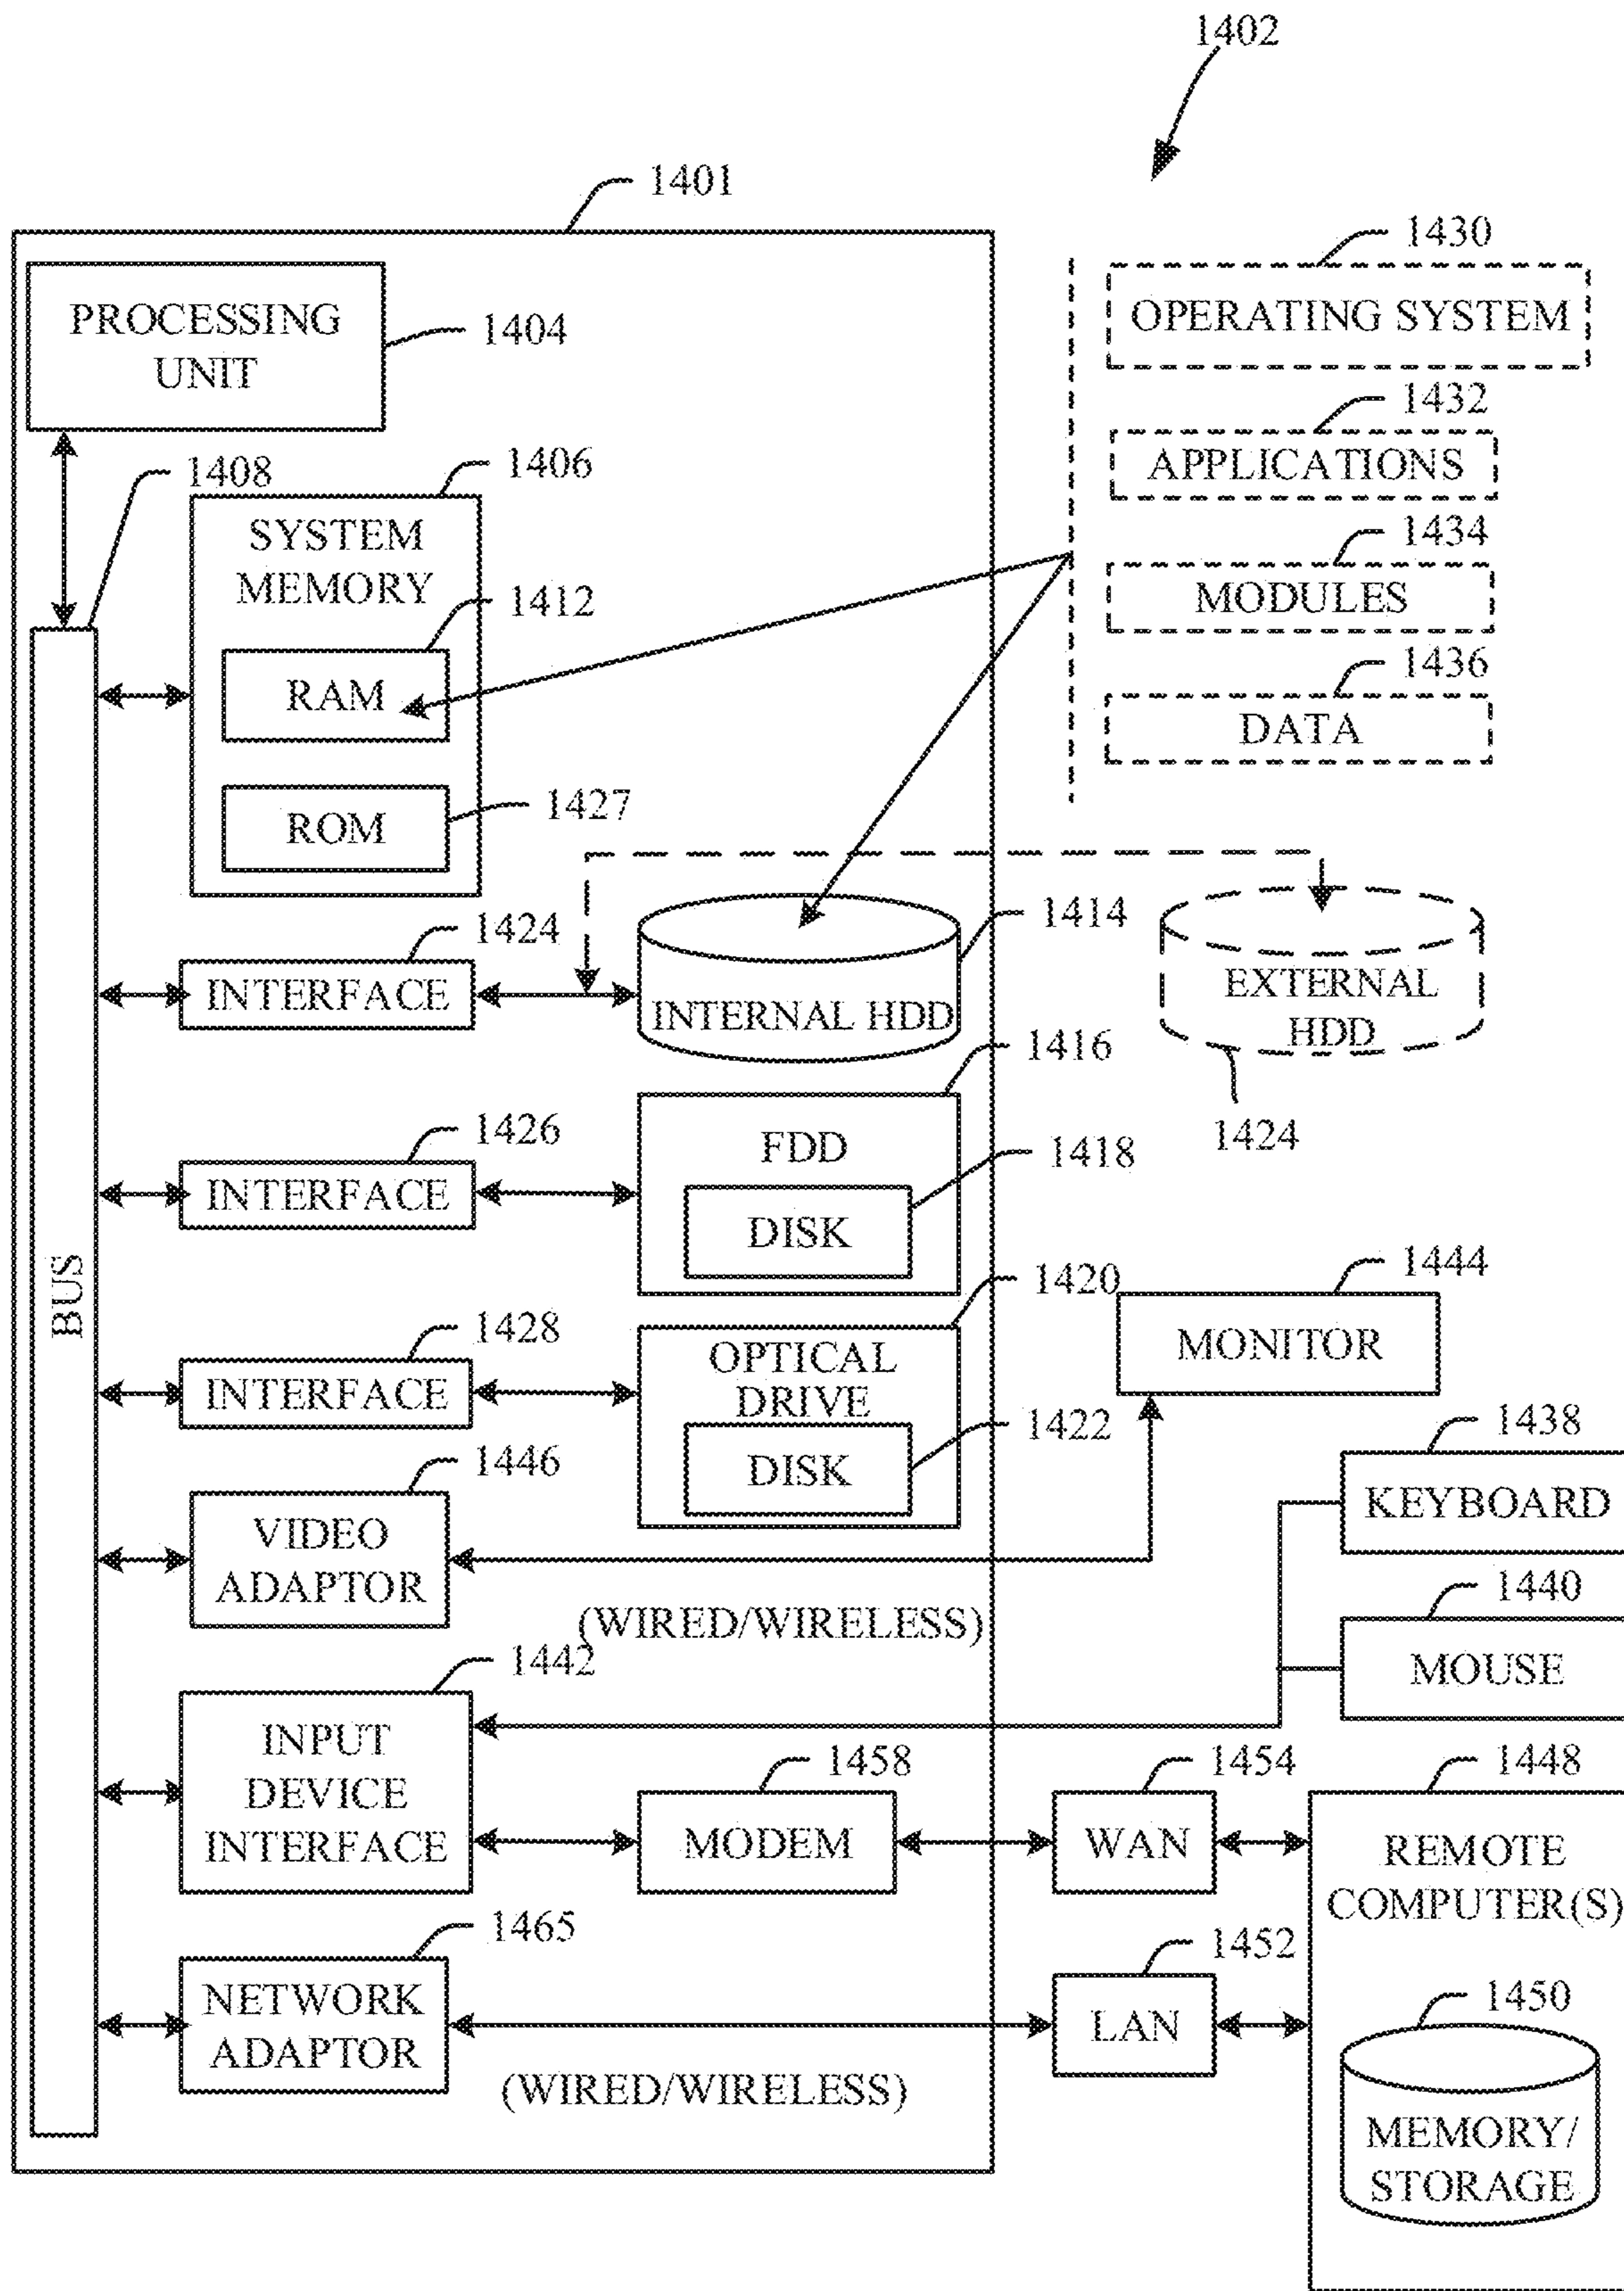 1402
1401
PROCESSING
UNIT
1404
1430
OPERATING SYSTEM
1432
APPLICATIONS
1434
MODULES
1436
DATA
1408
1406
SYSTEM
MEMORY
1412
RAM
1427
ROM
BUS
1424
INTERFACE
1414
INTERNAL HDD
EXTERNAL
HDD
1424
1426
INTERFACE
1416
FDD
1418
DISK
1428
INTERFACE
1420
OPTICAL
DRIVE
1422
DISK
1444
MONITOR
1446
VIDEO
ADAPTOR
(WIRED/WIRELESS)
1438
KEYBOARD
1440
MOUSE
1442
INPUT
DEVICE
INTERFACE
1458
MODEM
1454
WAN
1448
REMOTE
COMPUTER(S)
1465
NETWORK
ADAPTOR
(WIRED/WIRELESS)
1452
LAN
1450
MEMORY/
STORAGE